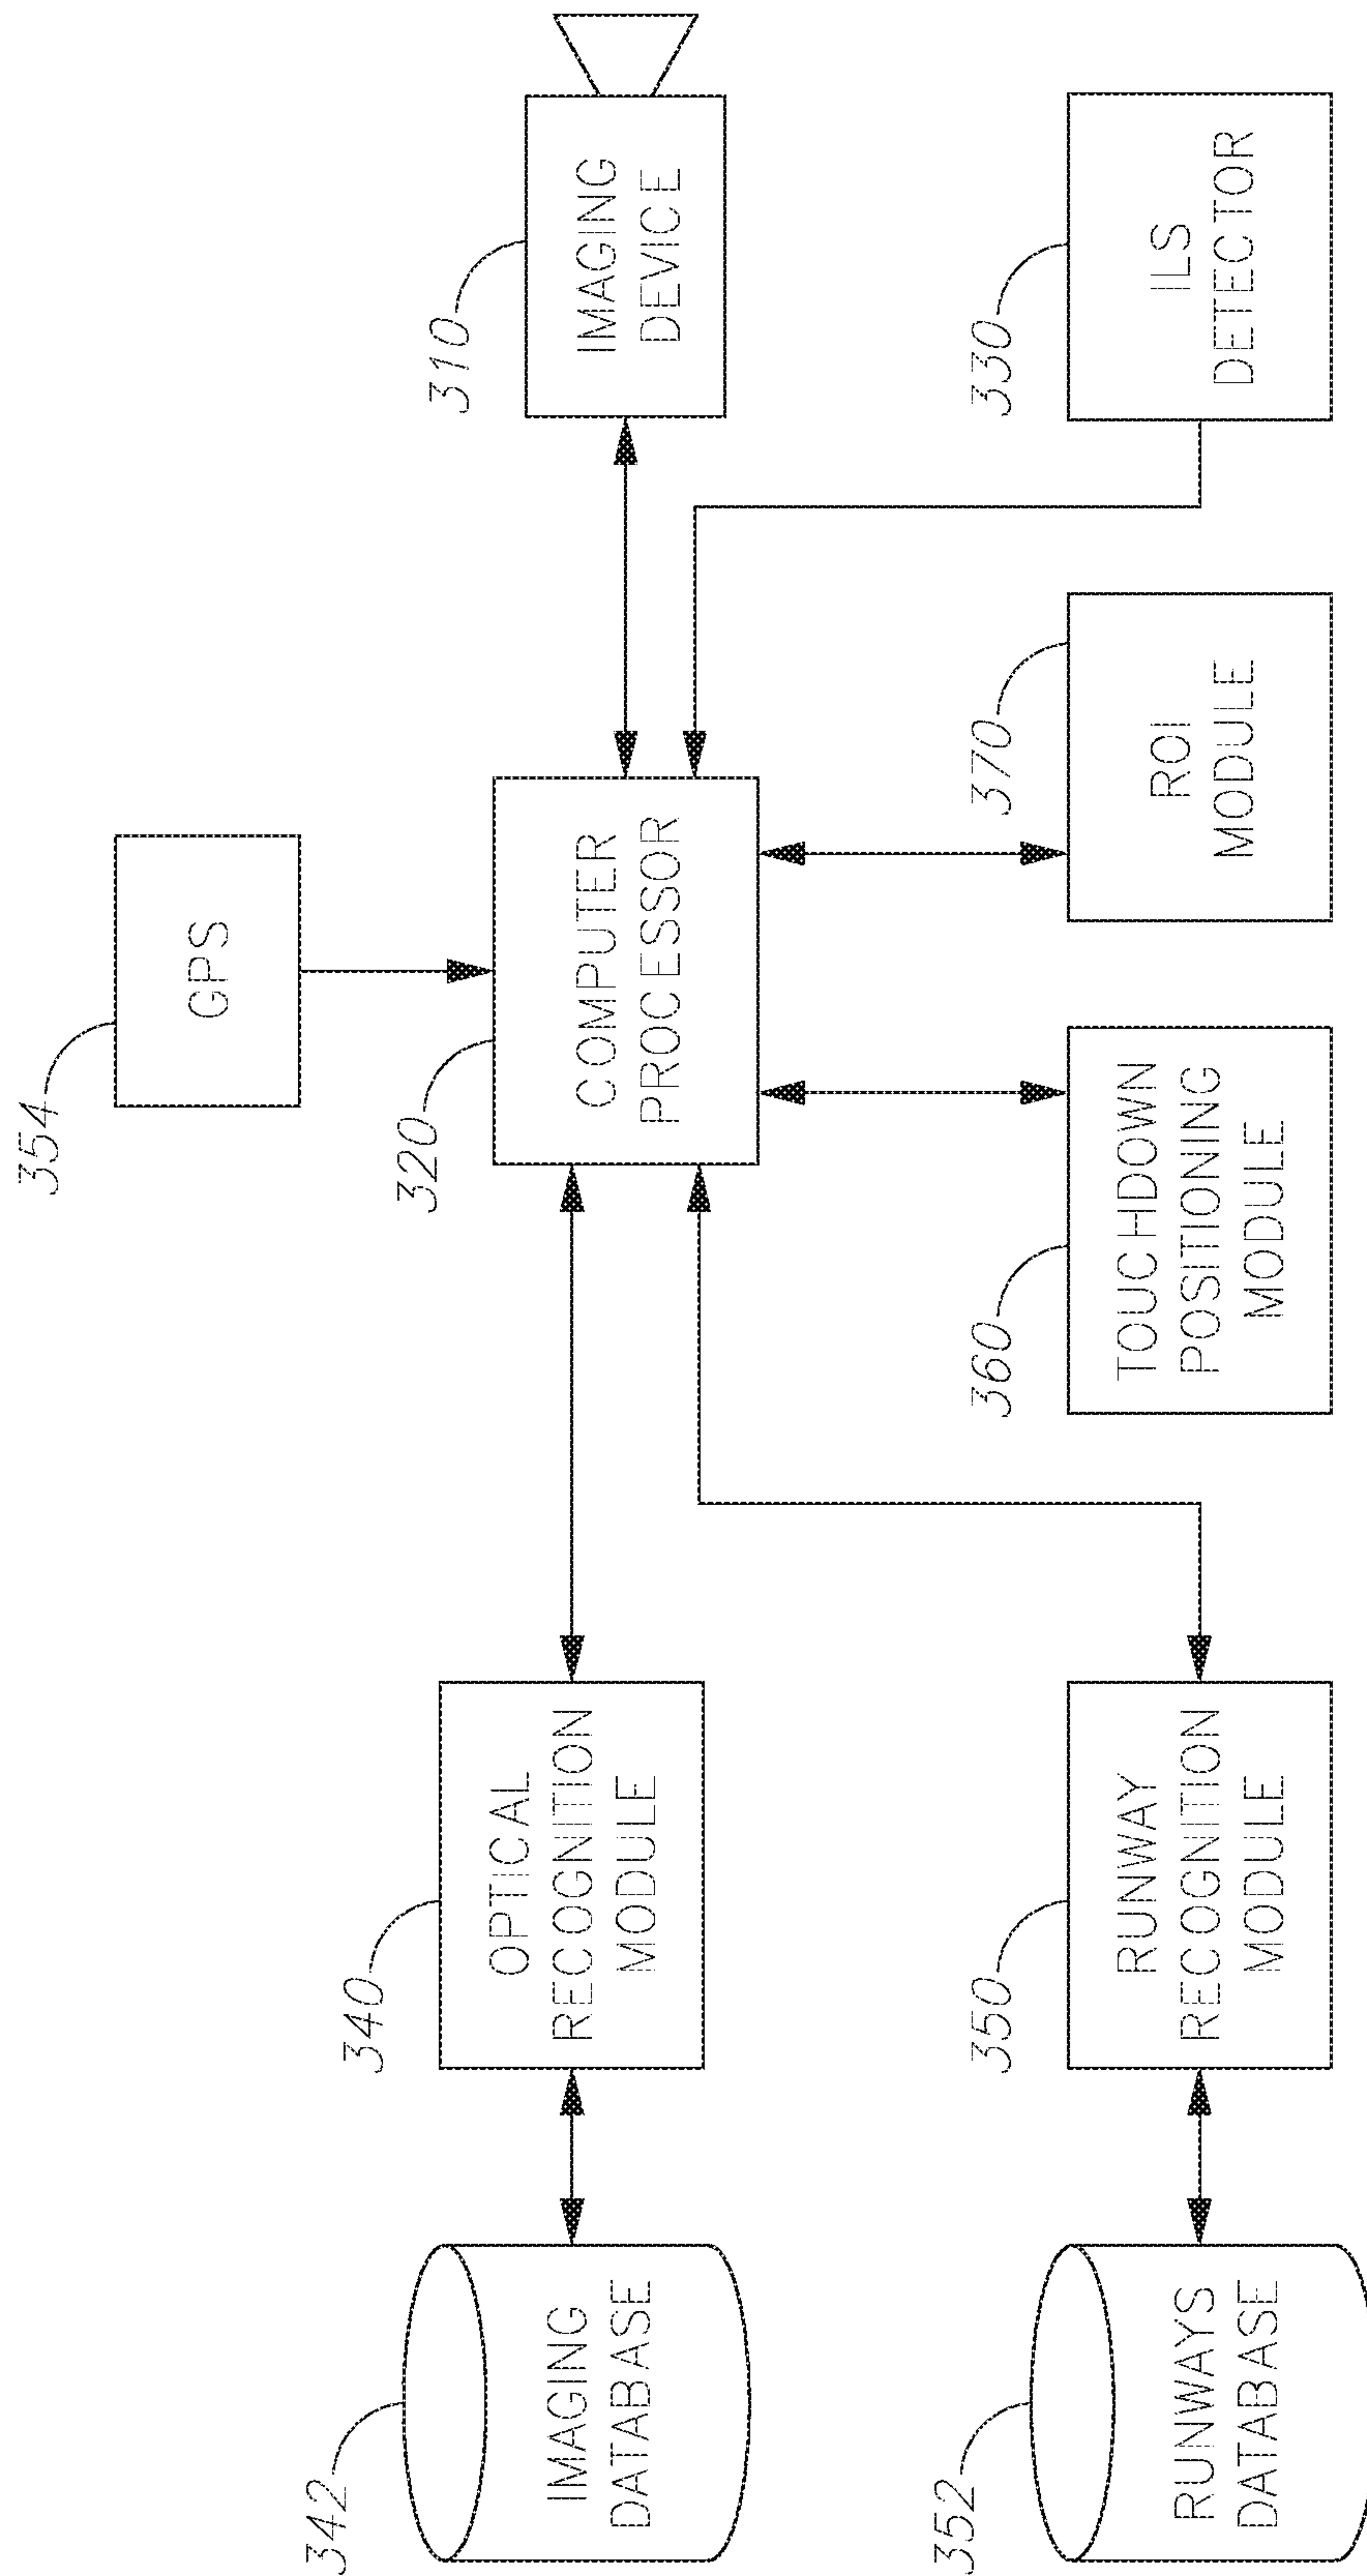 354
GPS
342
IMAGING
DATABASE
340
OPTICAL
RECOGNITION
MODULE
320
COMPUTER
PROCESSOR
310
IMAGING
DEVICE
352
RUNWAYS
DATABASE
350
RUNWAY
RECOGNITION
MODULE
360
TOUCHDOWN
POSITIONING
MODULE
370
ROI
MODULE
330
ILS
DETECTOR